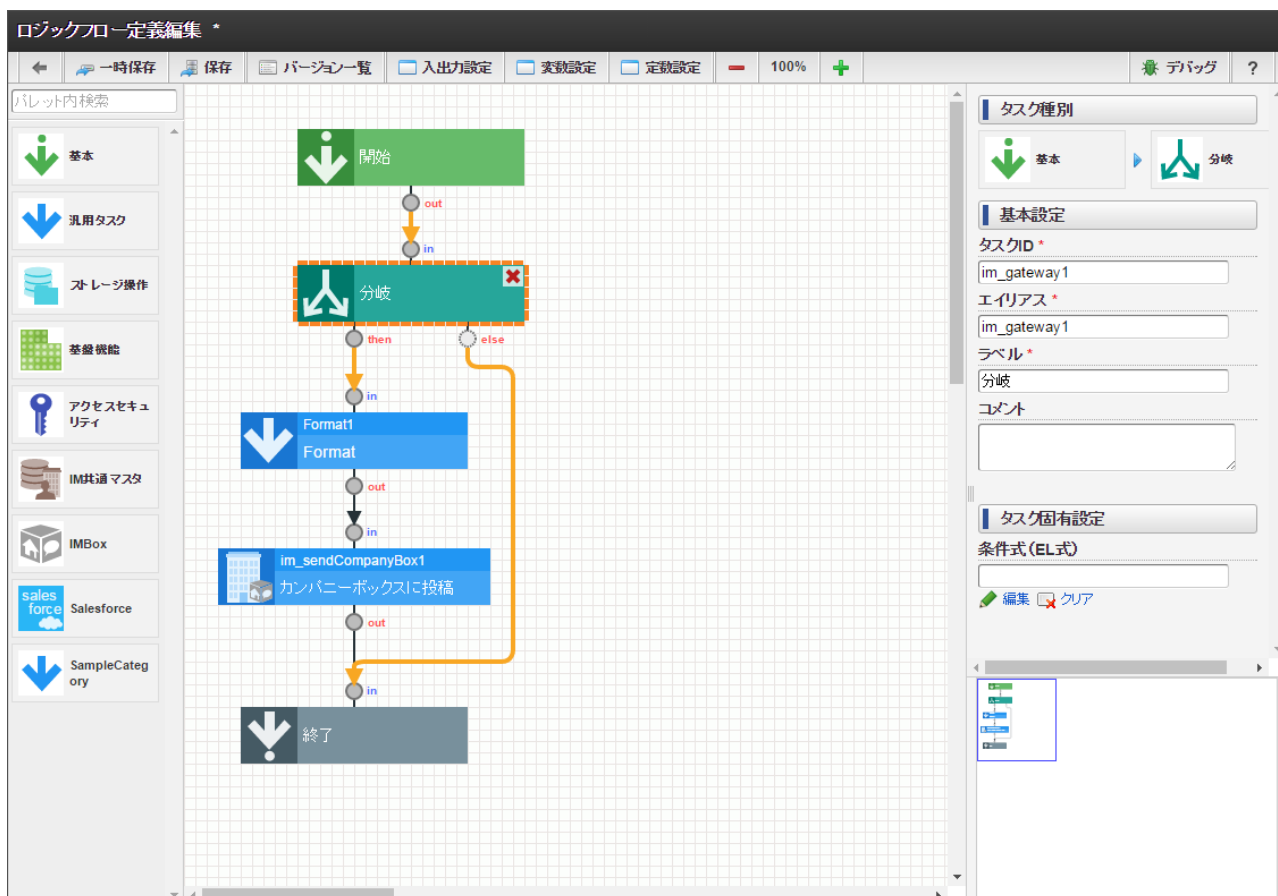 ロジックフロー定義編集 *
一時保存 保存 バージョン一覧 入出力設定 変数設定 定数設定 100% デバッグ ?
パレット内検索
基本
汎用タスク
ストレージ操作
基盤機能
アクセスセキュ
リティ
IM共通マスタ
IMBox
sales
force
Salesforce
SampleCateg
ory
開始
out
in
分岐
then
else
in
Format1
Format
out
in
im_sendCompanyBox1
カンパニーボックスに投稿
out
in
終了
タスク種別
基本
分岐
基本設定
タスクID *
im_gateway1
エイリアス *
im_gateway1
ラベル *
分岐
コメント
タスク固有設定
条件式(EL式)
編集 クリア